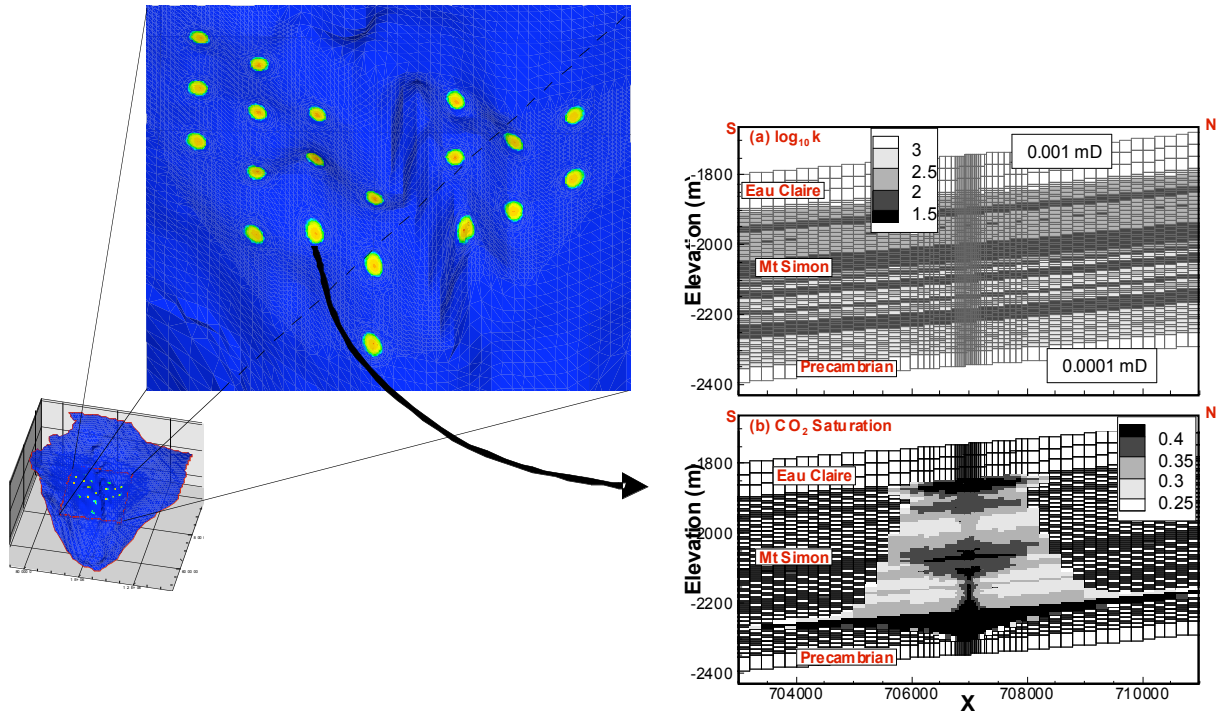 S
N
(a) log₁₀ k
3
2.5
2
1.5
0.001 mD
Eau Claire
Mt Simon
Precambrian
0.0001 mD
Elevation (m)
-1800
-2000
-2200
-2400
S
N
(b) CO₂ Saturation
0.4
0.35
0.3
0.25
Eau Claire
Mt Simon
Precambrian
Elevation (m)
-1800
-2000
-2200
-2400
704000
706000
708000
710000
X